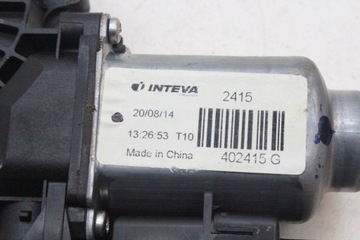 INTEVA 2415
20/08/14
13:26:53 T10
Made in China 402415 G